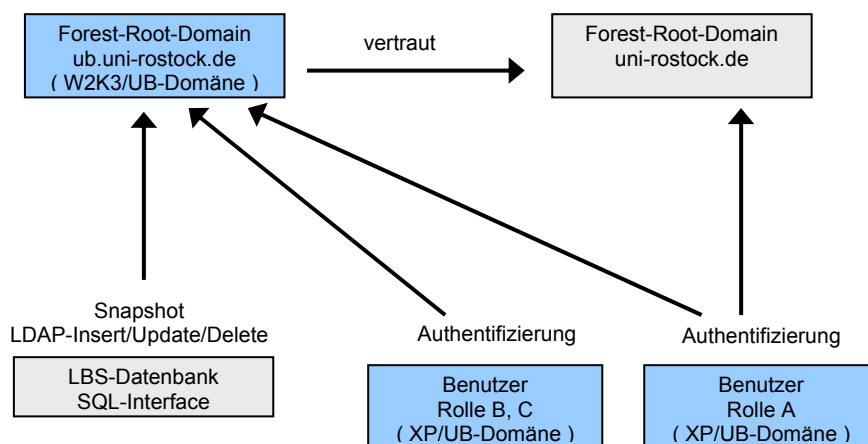 Forest-Root-Domain
ub.uni-rostock.de
( W2K3/UB-Domäne )
vertraut
Forest-Root-Domain
uni-rostock.de
Snapshot
LDAP-Insert/Update/Delete
LBS-Datenbank
SQL-Interface
Authentifizierung
Benutzer
Rolle B, C
( XP/UB-Domäne )
Authentifizierung
Benutzer
Rolle A
( XP/UB-Domäne )